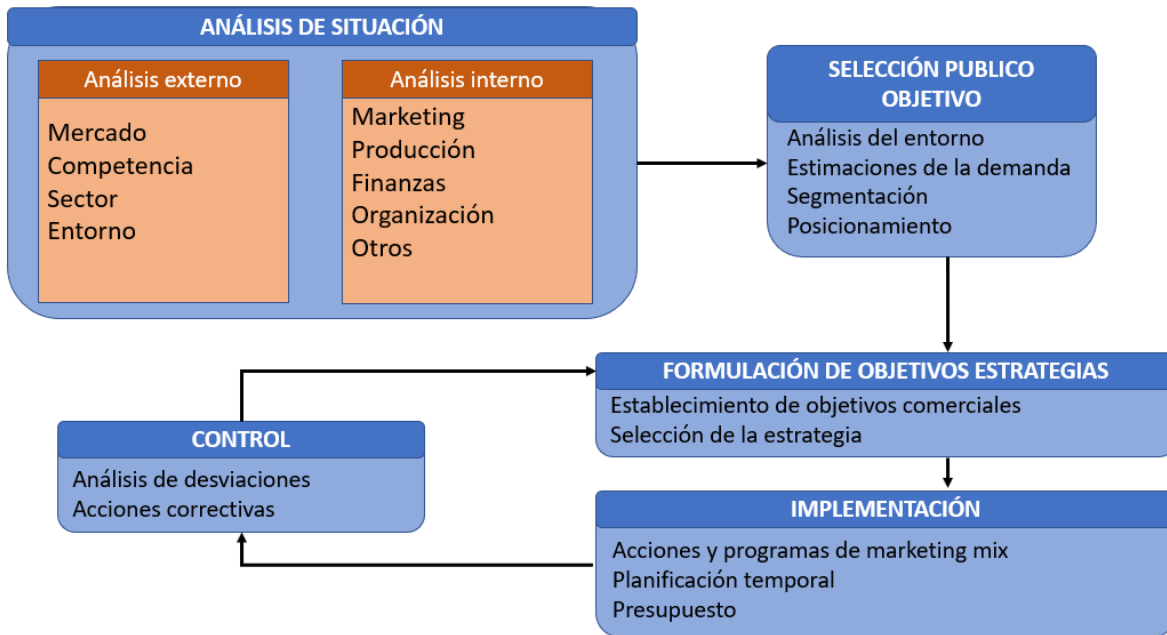 ANÁLISIS DE SITUACIÓN
Análisis externo
Mercado
Competencia
Sector
Entorno
Análisis interno
Marketing
Producción
Finanzas
Organización
Otros
SELECCIÓN PUBLICO
OBJETIVO
Análisis del entorno
Estimaciones de la demanda
Segmentación
Posicionamiento
FORMULACIÓN DE OBJETIVOS ESTRATEGIAS
Establecimiento de objetivos comerciales
Selección de la estrategia
IMPLEMENTACIÓN
Acciones y programas de marketing mix
Planificación temporal
Presupuesto
CONTROL
Análisis de desviaciones
Acciones correctivas